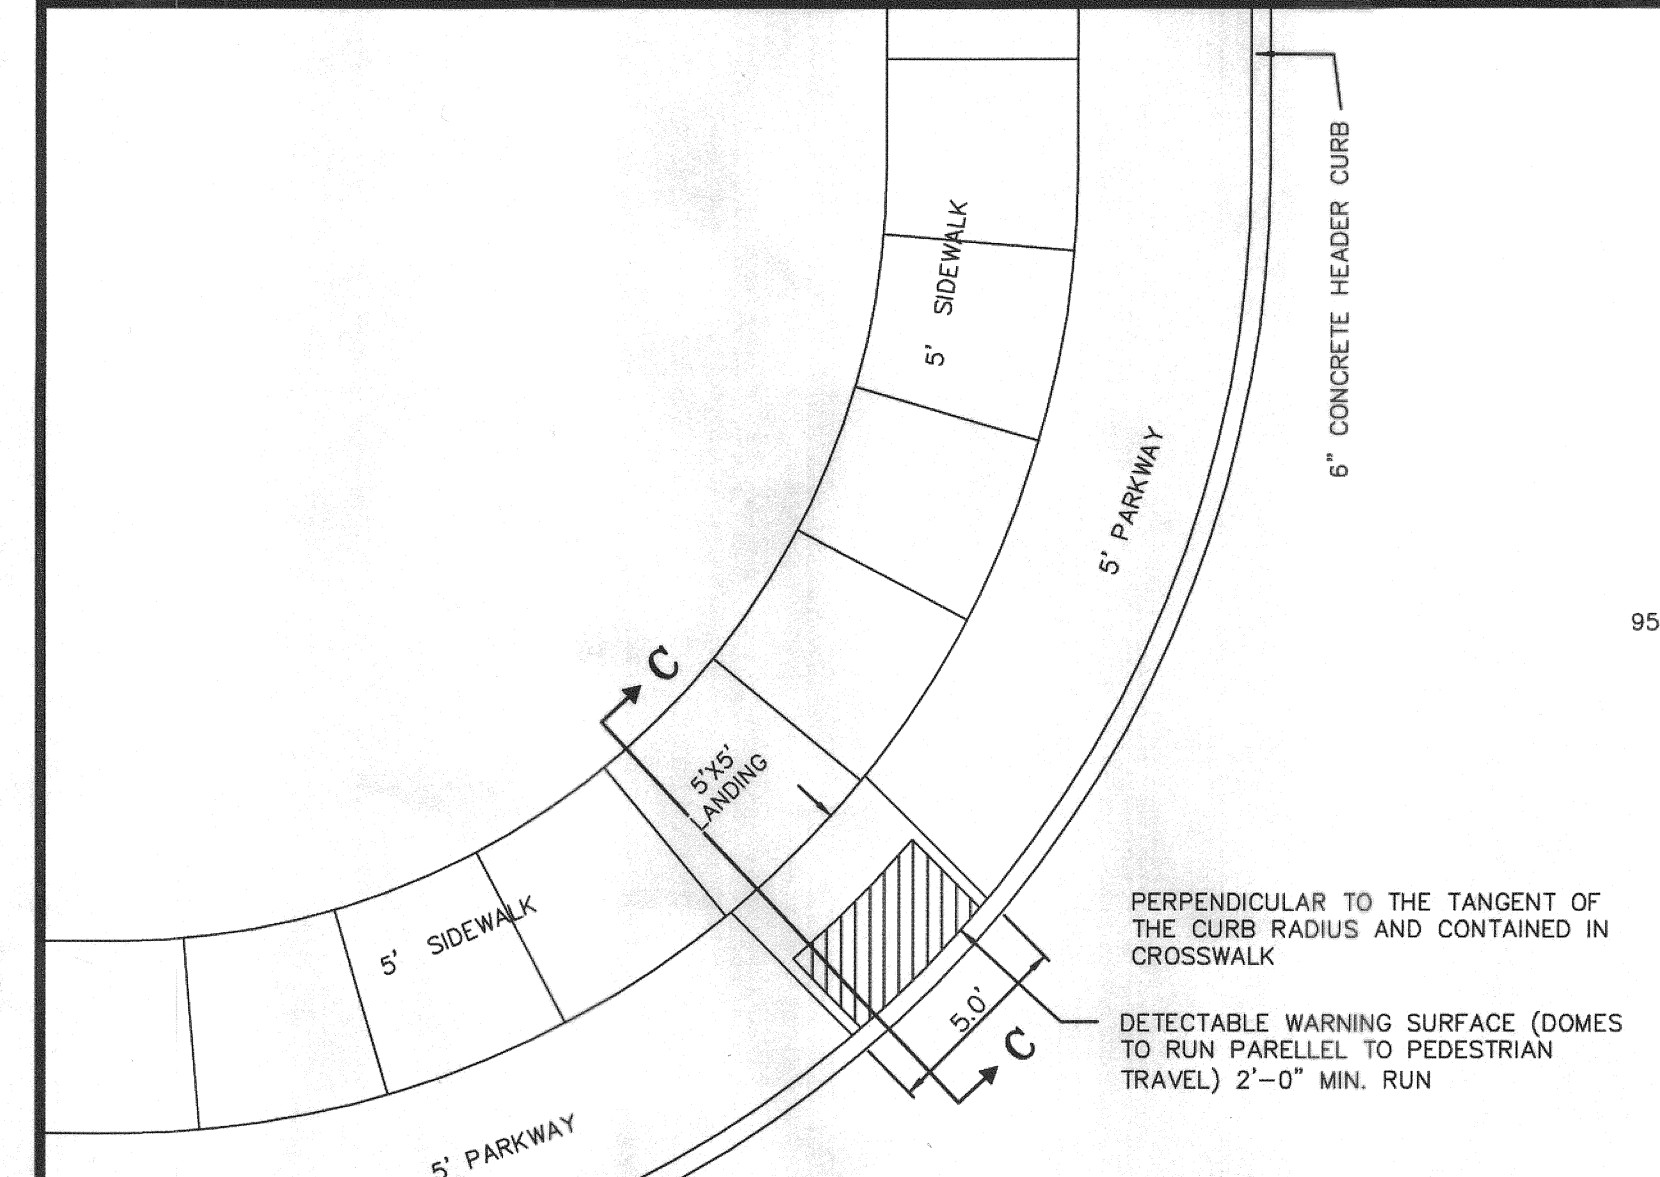 6" CONCRETE HEADER CURB
5' SIDEWALK
5' PARKWAY
95
C
5'X5'
LANDING
5' SIDEWALK
PERPENDICULAR TO THE TANGENT OF
THE CURB RADIUS AND CONTAINED IN
CROSSWALK
5.0'
C
DETECTABLE WARNING SURFACE (DOMES
TO RUN PARELLEL TO PEDESTRIAN
TRAVEL) 2'-0" MIN. RUN
5' PARKWAY